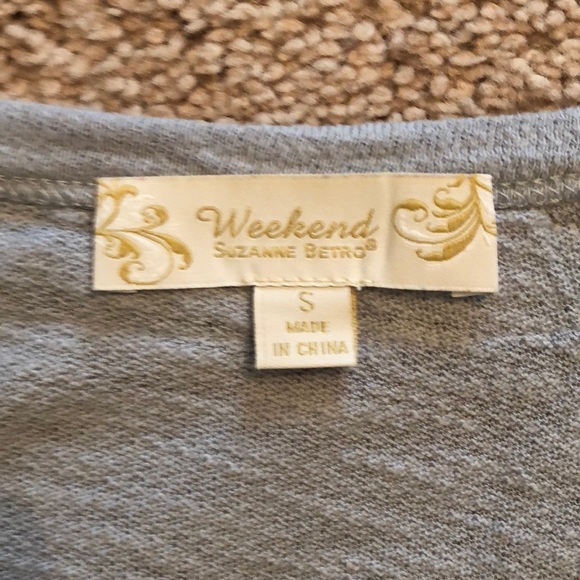 Weekend
SUZANNE BETRO®
S
MADE
IN CHINA